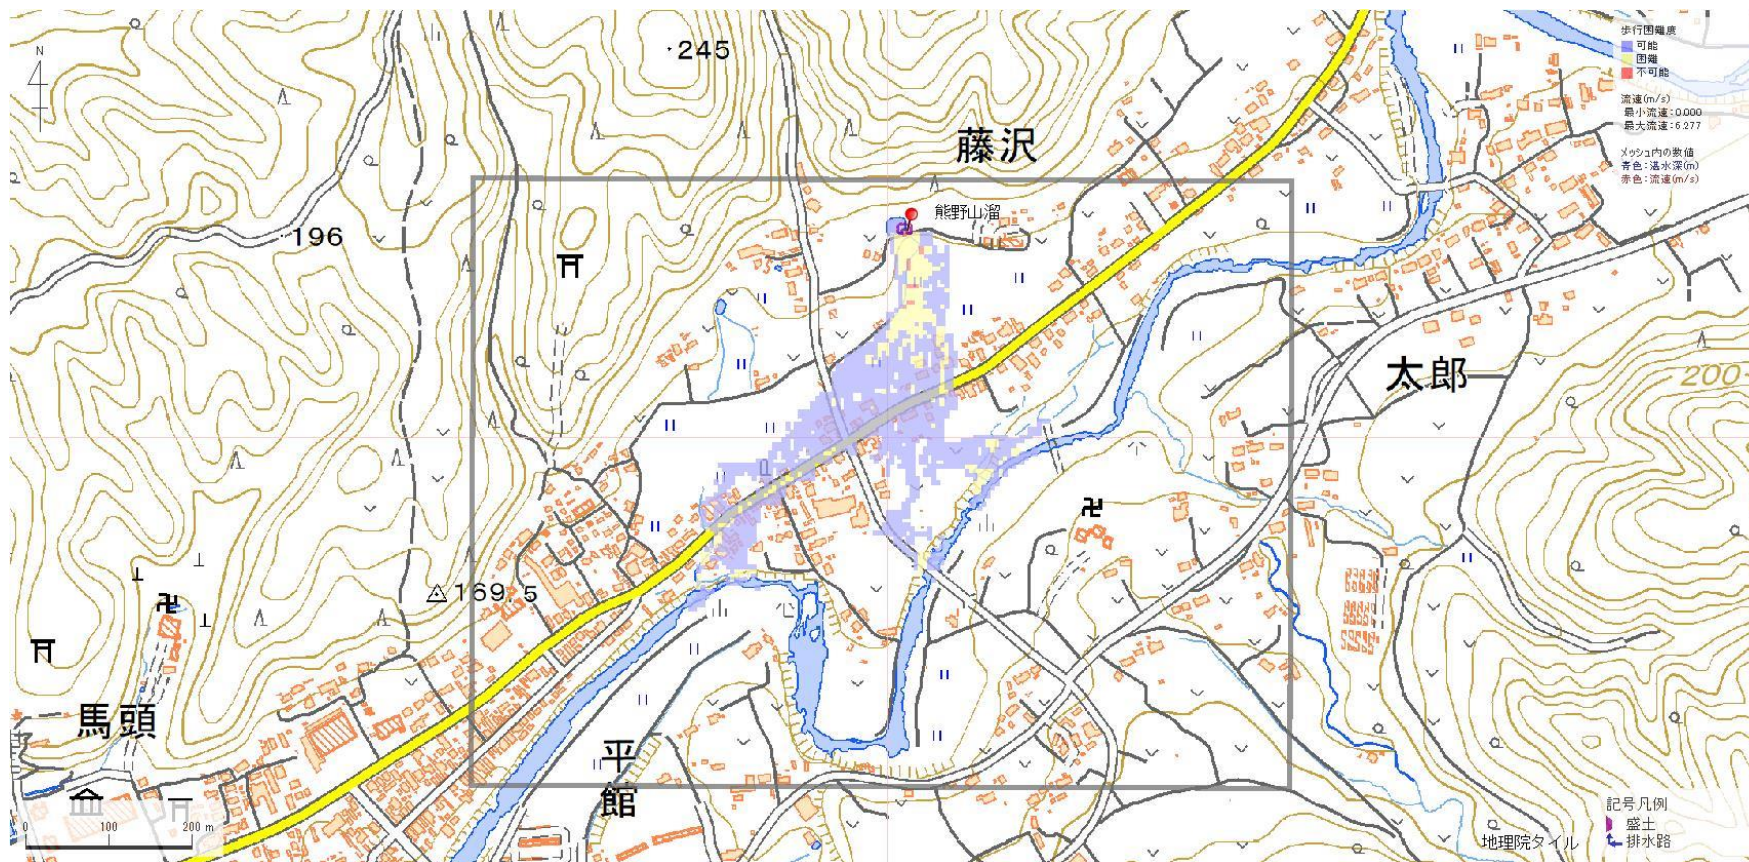 N
245
藤沢
歩行困難度
可能
困難
不可能
流速(m/s)
最小流速:0.000
最大流速:6.277
メッシュ内の数値
青色:湛水深(m)
赤色:流速(m/s)
熊野山溜
196
太郎
200
169.5
馬頭
平館
0 100 200 m
記号凡例
盛土
排水路
地理院タイル